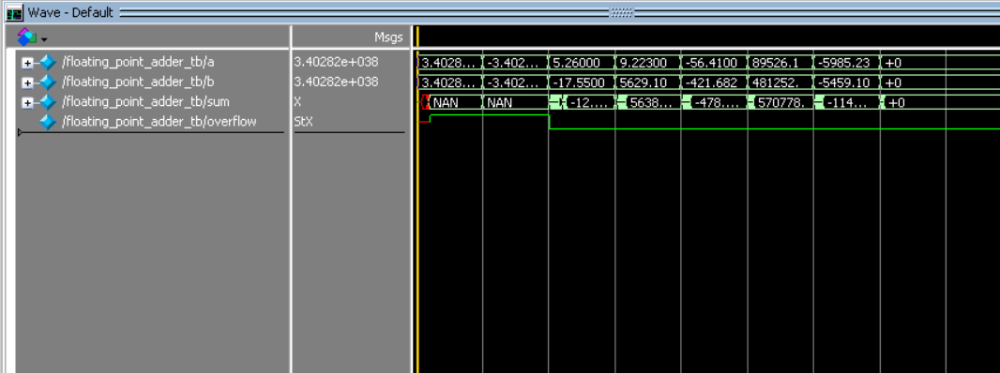 Wave - Default
Msgs
/floating_point_adder_tb/a 3.40282e+038 3.4028... -3.402... 5.26000 9.22300 -56.4100 89526.1 -5985.23 +0
/floating_point_adder_tb/b 3.40282e+038 3.4028... -3.402... -17.5500 5629.10 -421.682 481252. -5459.10 +0
/floating_point_adder_tb/sum X NAN NAN -12.... 5638... -478.... 570778. -114... +0
/floating_point_adder_tb/overflow StX